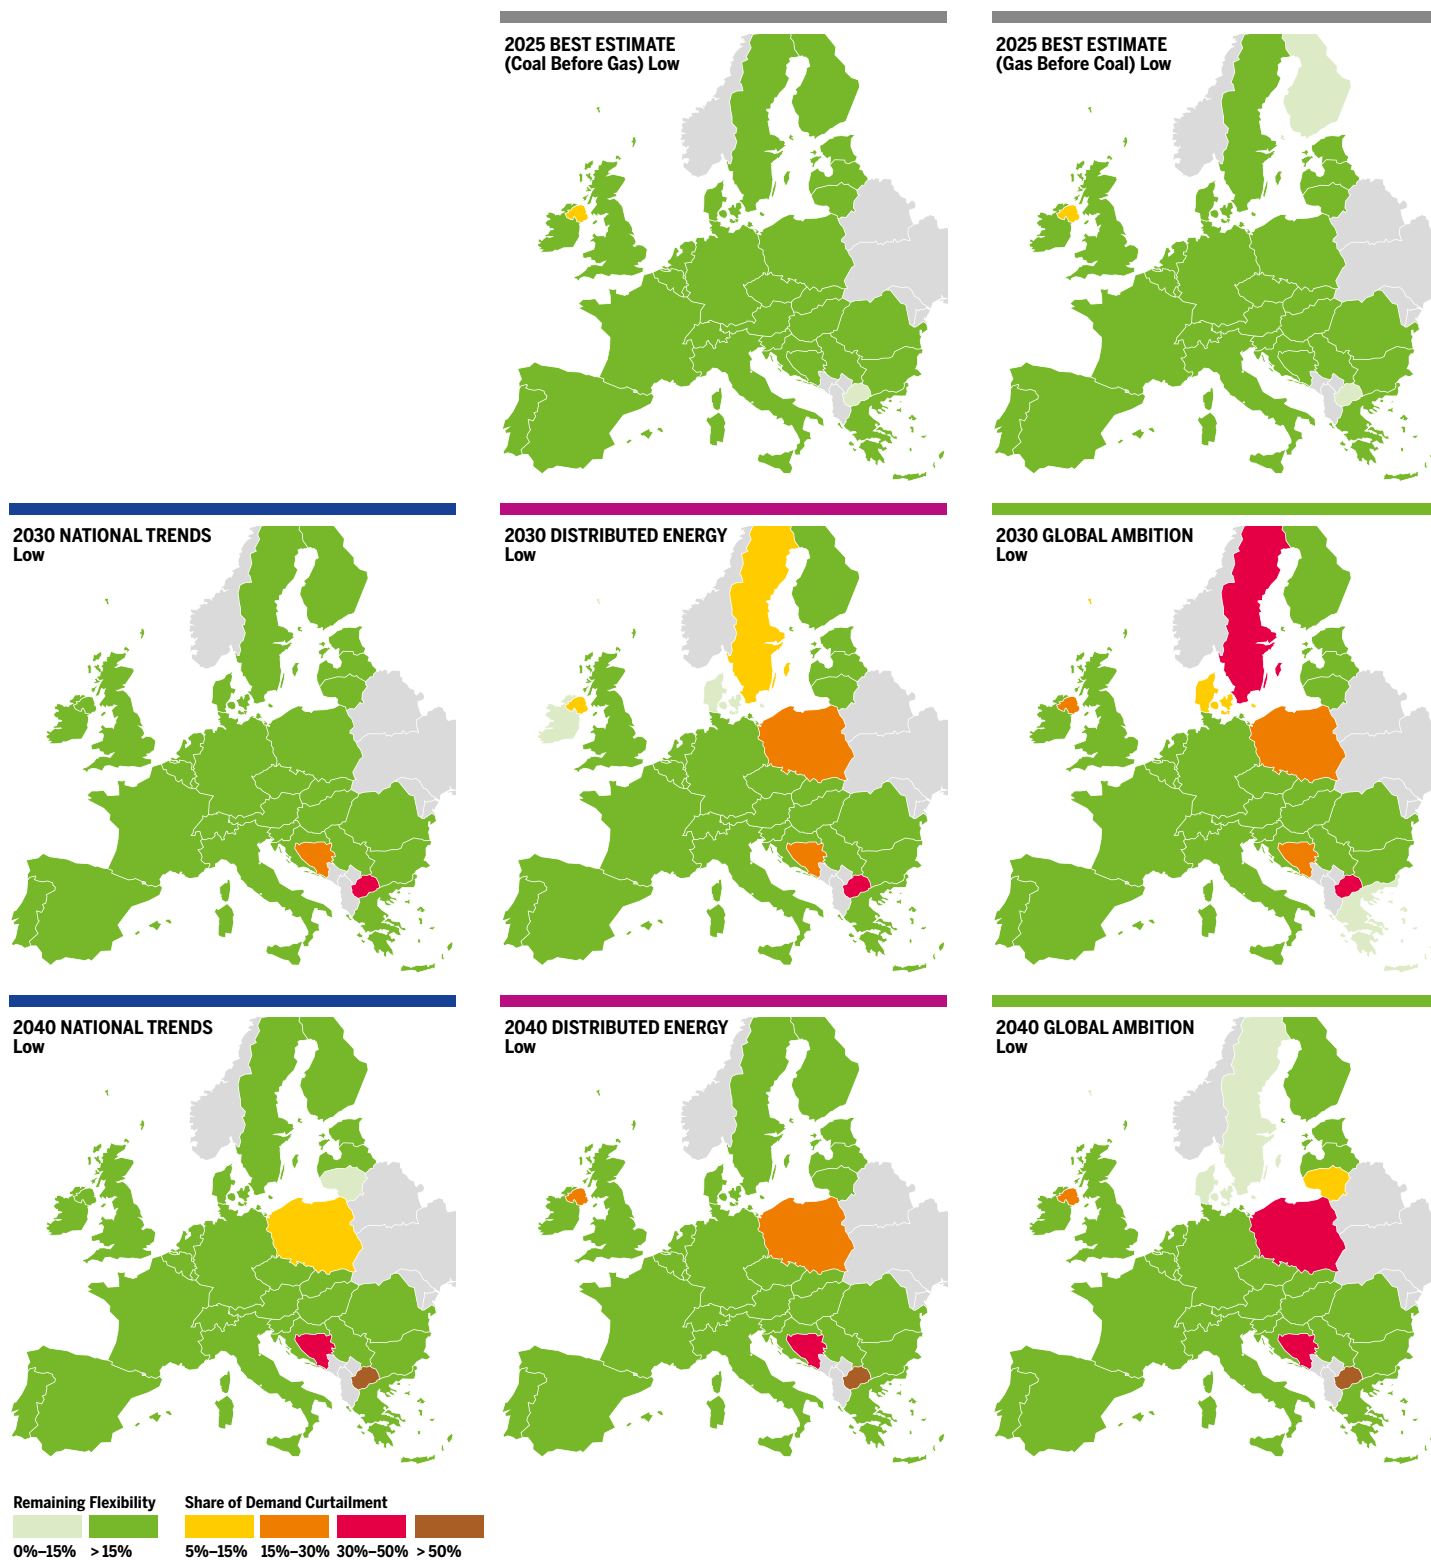 2025 BEST ESTIMATE
(Coal Before Gas) Low
2025 BEST ESTIMATE
(Gas Before Coal) Low
2030 NATIONAL TRENDS
Low
2030 DISTRIBUTED ENERGY
Low
2030 GLOBAL AMBITION
Low
2040 NATIONAL TRENDS
Low
2040 DISTRIBUTED ENERGY
Low
2040 GLOBAL AMBITION
Low
Remaining Flexibility
0%–15% > 15%
Share of Demand Curtailment
5%–15% 15%–30% 30%–50% > 50%